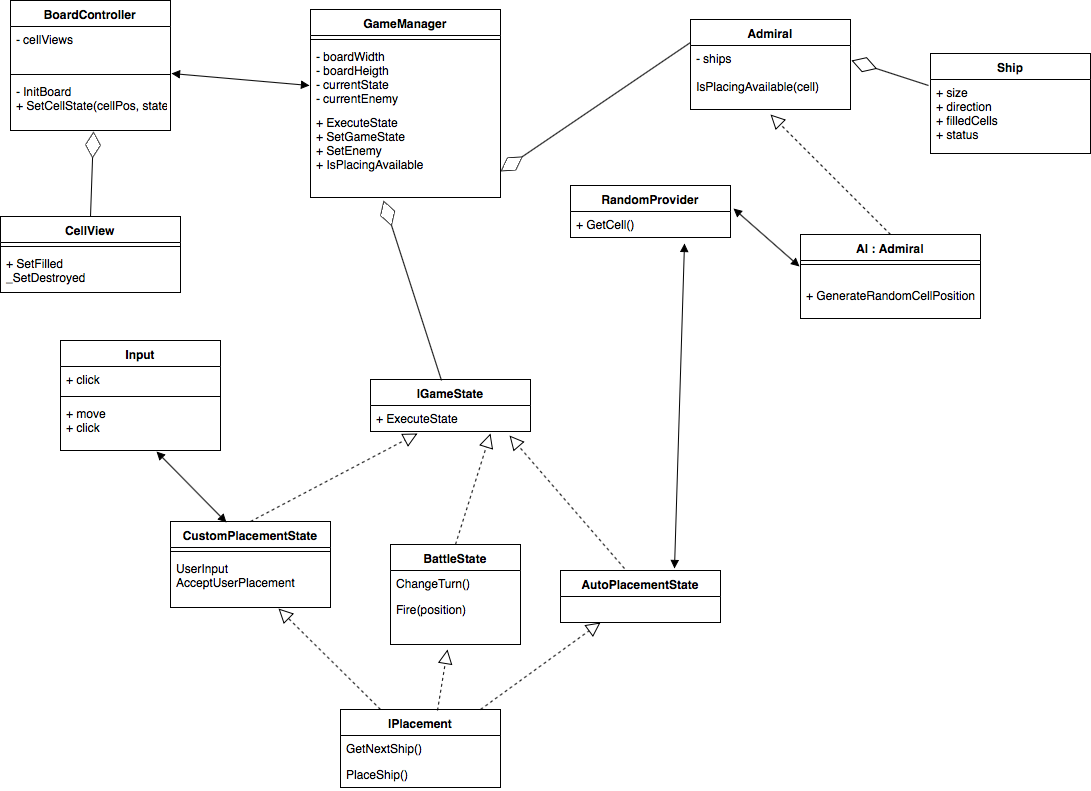 BoardController
- cellViews
- InitBoard
+ SetCellState(cellPos, state
GameManager
- boardWidth
- boardHeigth
- currentState
- currentEnemy
+ ExecuteState
+ SetGameState
+ SetEnemy
+ IsPlacingAvailable
Admiral
- ships
IsPlacingAvailable(cell)
Ship
+ size
+ direction
+ filledCells
+ status
RandomProvider
+ GetCell()
CellView
+ SetFilled
_SetDestroyed
AI : Admiral
+ GenerateRandomCellPosition
Input
+ click
+ move
+ click
IGameState
+ ExecuteState
CustomPlacementState
UserInput
AcceptUserPlacement
BattleState
ChangeTurn()
Fire(position)
AutoPlacementState
IPlacement
GetNextShip()
PlaceShip()